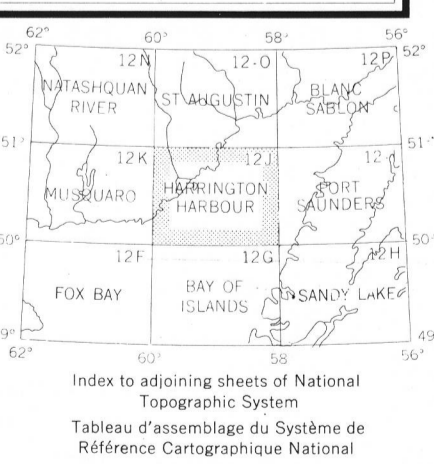 62° 60° 58° 56°
52° 12N 12·O 12P 52°
NATASHQUAN RIVER ST AUGUSTIN BLANC SABLON
51° 12K 12J 12 51°
MUSQUARO HARRINGTON HARBOUR PORT SAUNDERS
50° 12F 12G 12H 50°
FOX BAY BAY OF ISLANDS SANDY LAKE
9° 49
62° 60° 58 56°
Index to adjoining sheets of National
Topographic System
Tableau d'assemblage du Système de
Référence Cartographique National